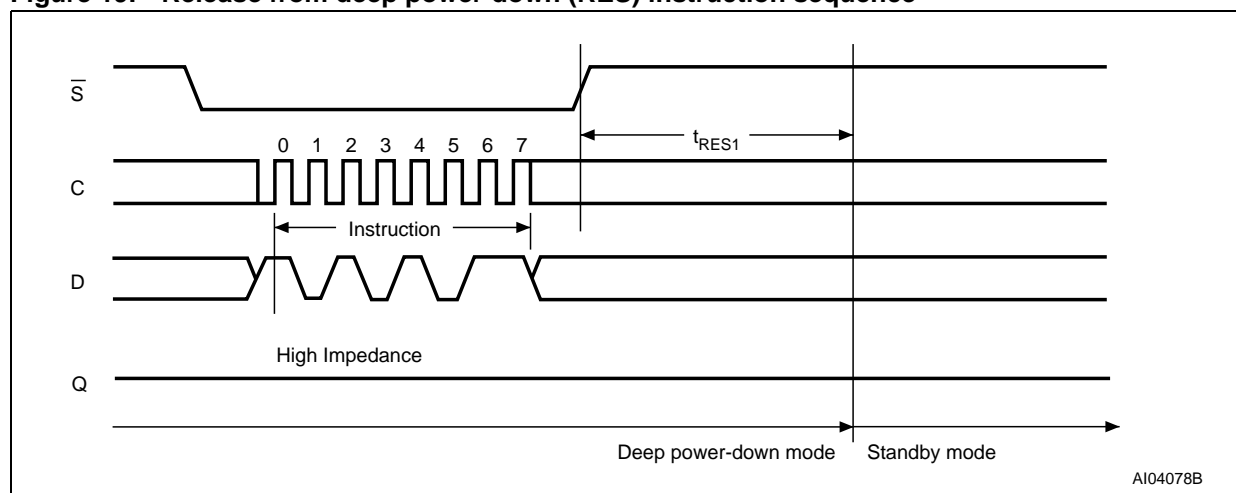 Figure 19. Release from deep power-down (RES) instruction sequence
S
tRES1
0 1 2 3 4 5 6 7
C
Instruction
D
High Impedance
Q
Deep power-down mode Standby mode
AI04078B